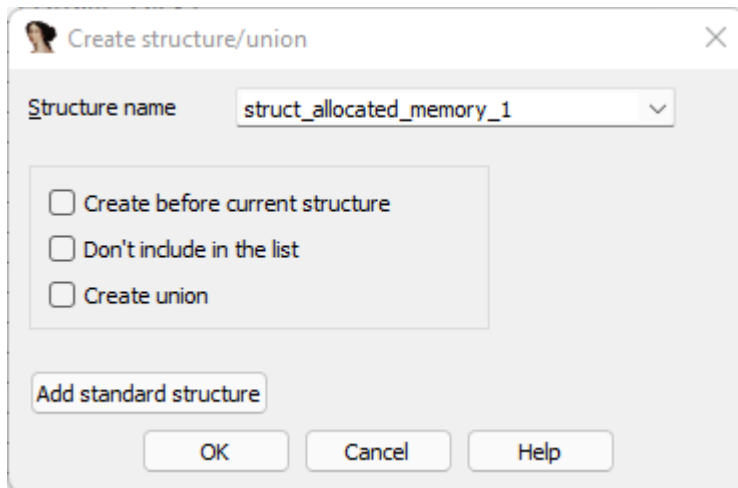 Create structure/union
Structure name struct_allocated_memory_1
Create before current structure
Don't include in the list
Create union
Add standard structure
OK Cancel Help